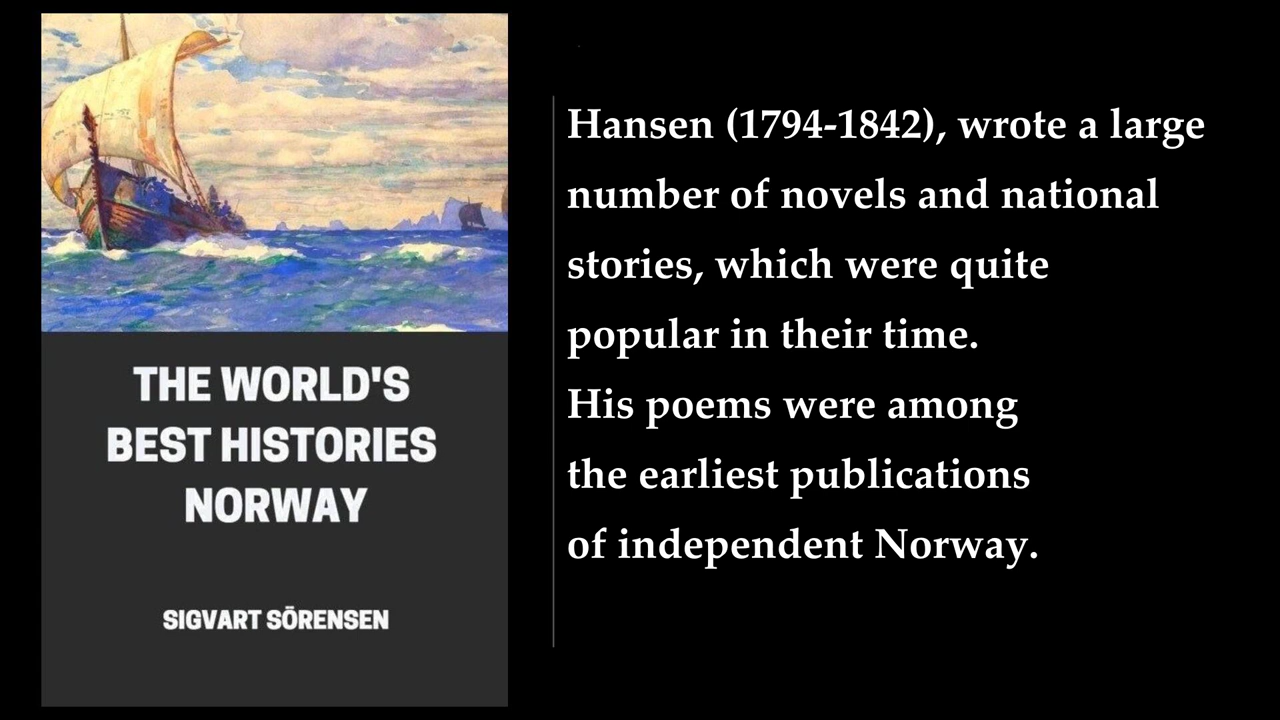 THE WORLD'S
BEST HISTORIES
NORWAY
SIGVART SÖRENSEN
Hansen (1794-1842), wrote a large
number of novels and national
stories, which were quite
popular in their time.
His poems were among
the earliest publications
of independent Norway.